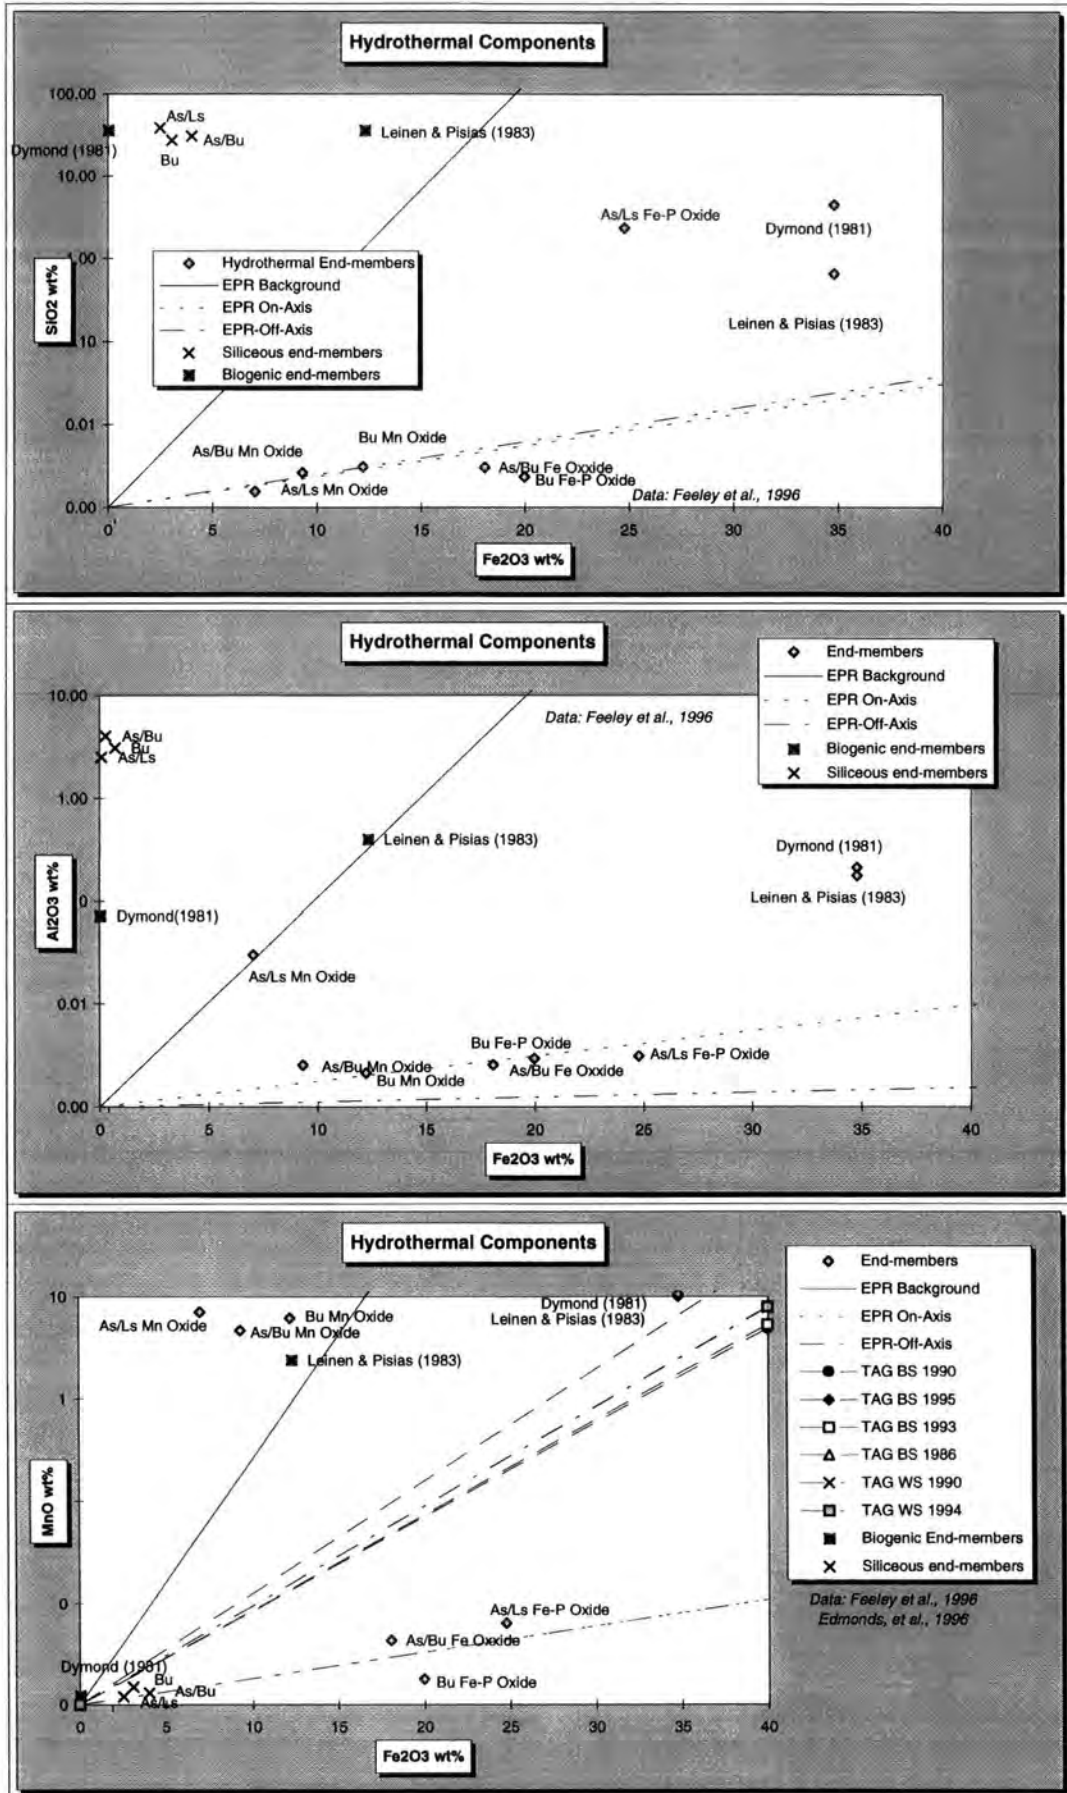 Hydrothermal Components
100.00
10.00
.00
.10
0.01
0.00
SiO2 wt%
As/Ls
As/Bu
Bu
Dymond (1981)
Leinen & Pisias (1983)
As/Ls Fe-P Oxide
Dymond (1981)
Leinen & Pisias (1983)
Hydrothermal End-members
EPR Background
EPR On-Axis
EPR-Off-Axis
Siliceous end-members
Biogenic end-members
As/Bu Mn Oxide
Bu Mn Oxide
As/Ls Mn Oxide
As/Bu Fe Oxxide
Bu Fe-P Oxide
Data: Feeley et al., 1996
0 5 10 15 20 25 30 35 40
Fe2O3 wt%
Hydrothermal Components
End-members
EPR Background
EPR On-Axis
EPR-Off-Axis
Biogenic end-members
Siliceous end-members
10.00
1.00
0
0.01
0.00
Al2O3 wt%
Data: Feeley et al., 1996
As/Bu
Bu
As/Ls
Leinen & Pisias (1983)
Dymond (1981)
Leinen & Pisias (1983)
Dymond(1981)
As/Ls Mn Oxide
Bu Fe-P Oxide
As/Ls Fe-P Oxide
As/Bu Mn Oxide
As/Bu Fe Oxxide
Bu Mn Oxide
0 5 10 15 20 25 30 35 40
Fe2O3 wt%
Hydrothermal Components
End-members
EPR Background
EPR On-Axis
EPR-Off-Axis
TAG BS 1990
TAG BS 1995
TAG BS 1993
TAG BS 1986
TAG WS 1990
TAG WS 1994
Biogenic End-members
Siliceous end-members
Data: Feeley et al., 1996
Edmonds, et al., 1996
10
1
0
0
MnO wt%
As/Ls Mn Oxide
Bu Mn Oxide
As/Bu Mn Oxide
Leinen & Pisias (1983)
Dymond (1981)
Leinen & Pisias (1983)
As/Ls Fe-P Oxide
As/Bu Fe Oxxide
Bu Fe-P Oxide
Dymond (1981)
Bu
As/Bu
As/Ls
0 5 10 15 20 25 30 35 40
Fe2O3 wt%